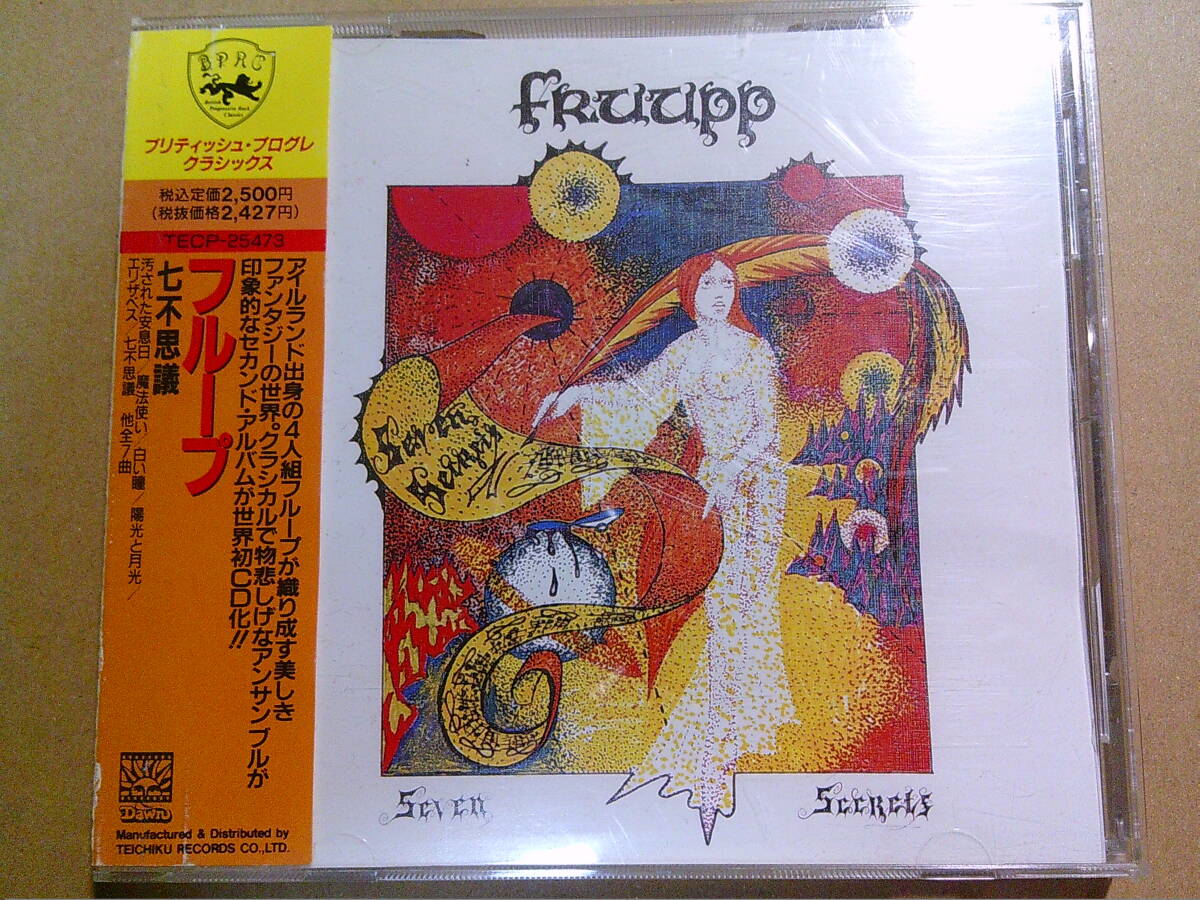 BPRC
British
Progressive Rock
Classics
ブリティッシュ・プログレ
クラシックス
税込定価2,500円
(税抜価格2,427円)
TECP-25473
アイルランド出身の4人組フループが織り成す美しき
ファンタジーの世界。クラシカルで物悲しげなアンサンブルが
印象的なセカンド・アルバムが世界初CD化!!
フループ
七不思議
汚された安息日/魔法使い/白い瞳/陽光と月光/
エリザベス/七不思議 他全7曲
Dawn
Manufactured & Distributed by
TEICHIKU RECORDS CO.,LTD.
Fruupp
Seven Secrets